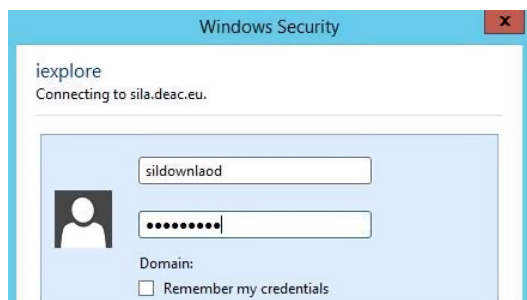 Windows Security
x
iexplore
Connecting to sila.deac.eu.
sildownlaod
•••••••••
Domain:
Remember my credentials